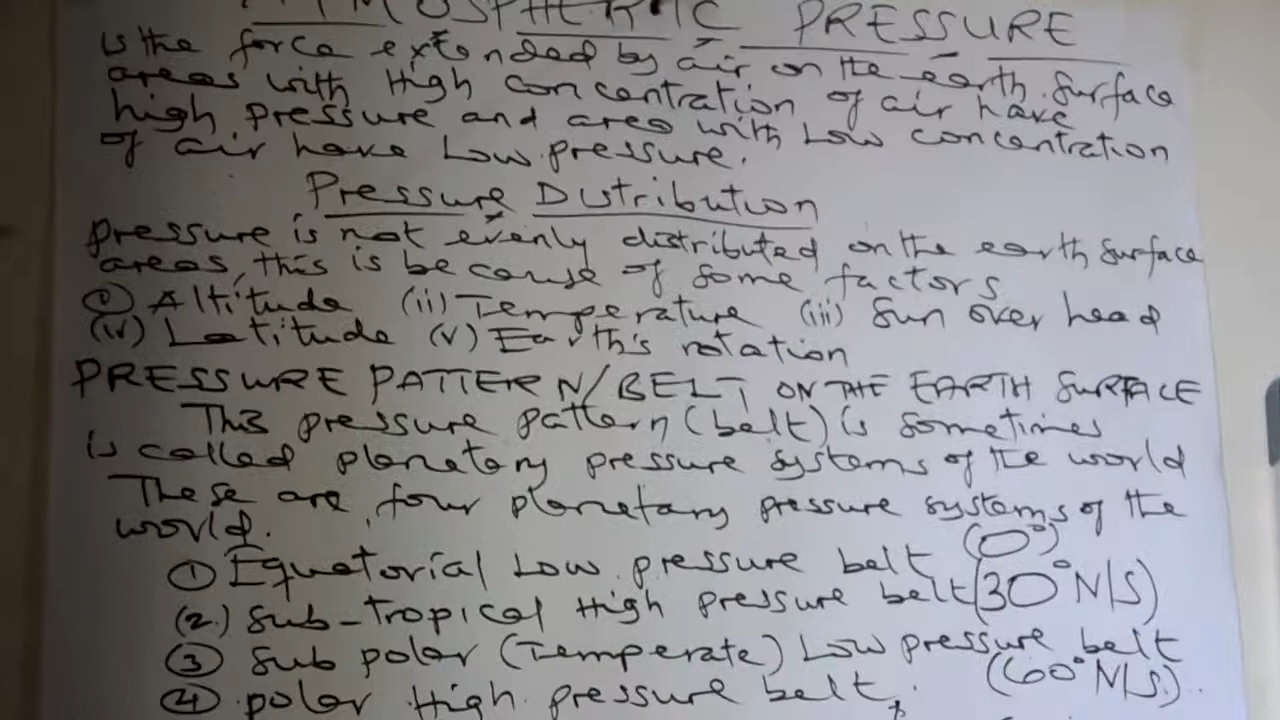 ATMOSPHERIC PRESSURE
is the force extended by air on the earth surface
areas with High concentration of air have
high pressure and area with Low concentration
of air have Low pressure.
Pressure Distribution
pressure is not evenly distributed on the earth surface
areas, this is because of some factors
(i) Altitude (ii) Temperature (iii) Sun over head
(iv) Latitude (v) Earth's rotation
PRESSURE PATTERN/BELT ON THE EARTH SURFACE
This pressure pattern (belt) is sometimes
is called planetary pressure systems of the world
These are four planetary pressure systems of the
world.
① Equatorial Low pressure belt (0°)
(2.) Sub-tropical High pressure belt (30°N/S)
③ Sub polar (Temperate) Low pressure belt
(60°N/S).
④ polar High pressure belt,